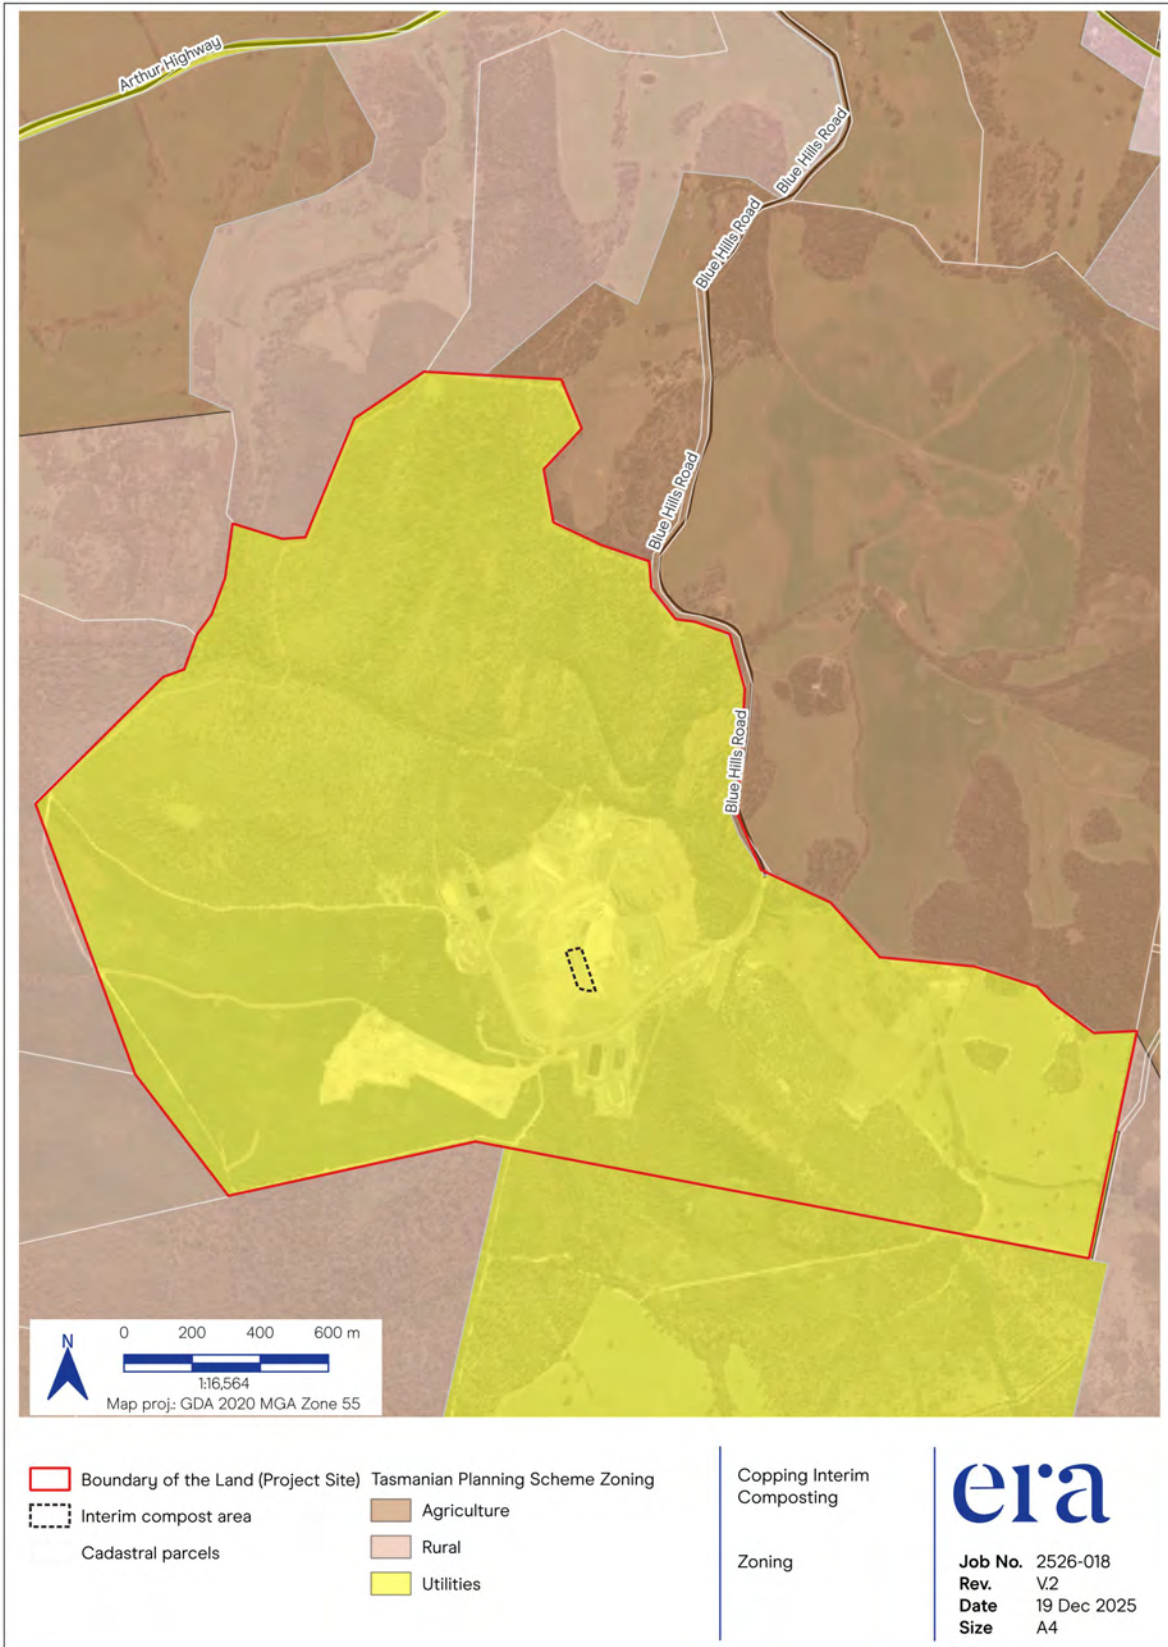 Arthur Highway
Blue Hills Road
Blue Hills Road
Blue Hills Road
Blue Hills Road
N
0 200 400 600 m
1:16,564
Map proj.: GDA 2020 MGA Zone 55
Boundary of the Land (Project Site)
Interim compost area
Cadastral parcels
Tasmanian Planning Scheme Zoning
Agriculture
Rural
Utilities
Copping Interim
Composting
Zoning
era
Job No. 2526-018
Rev. V.2
Date 19 Dec 2025
Size A4